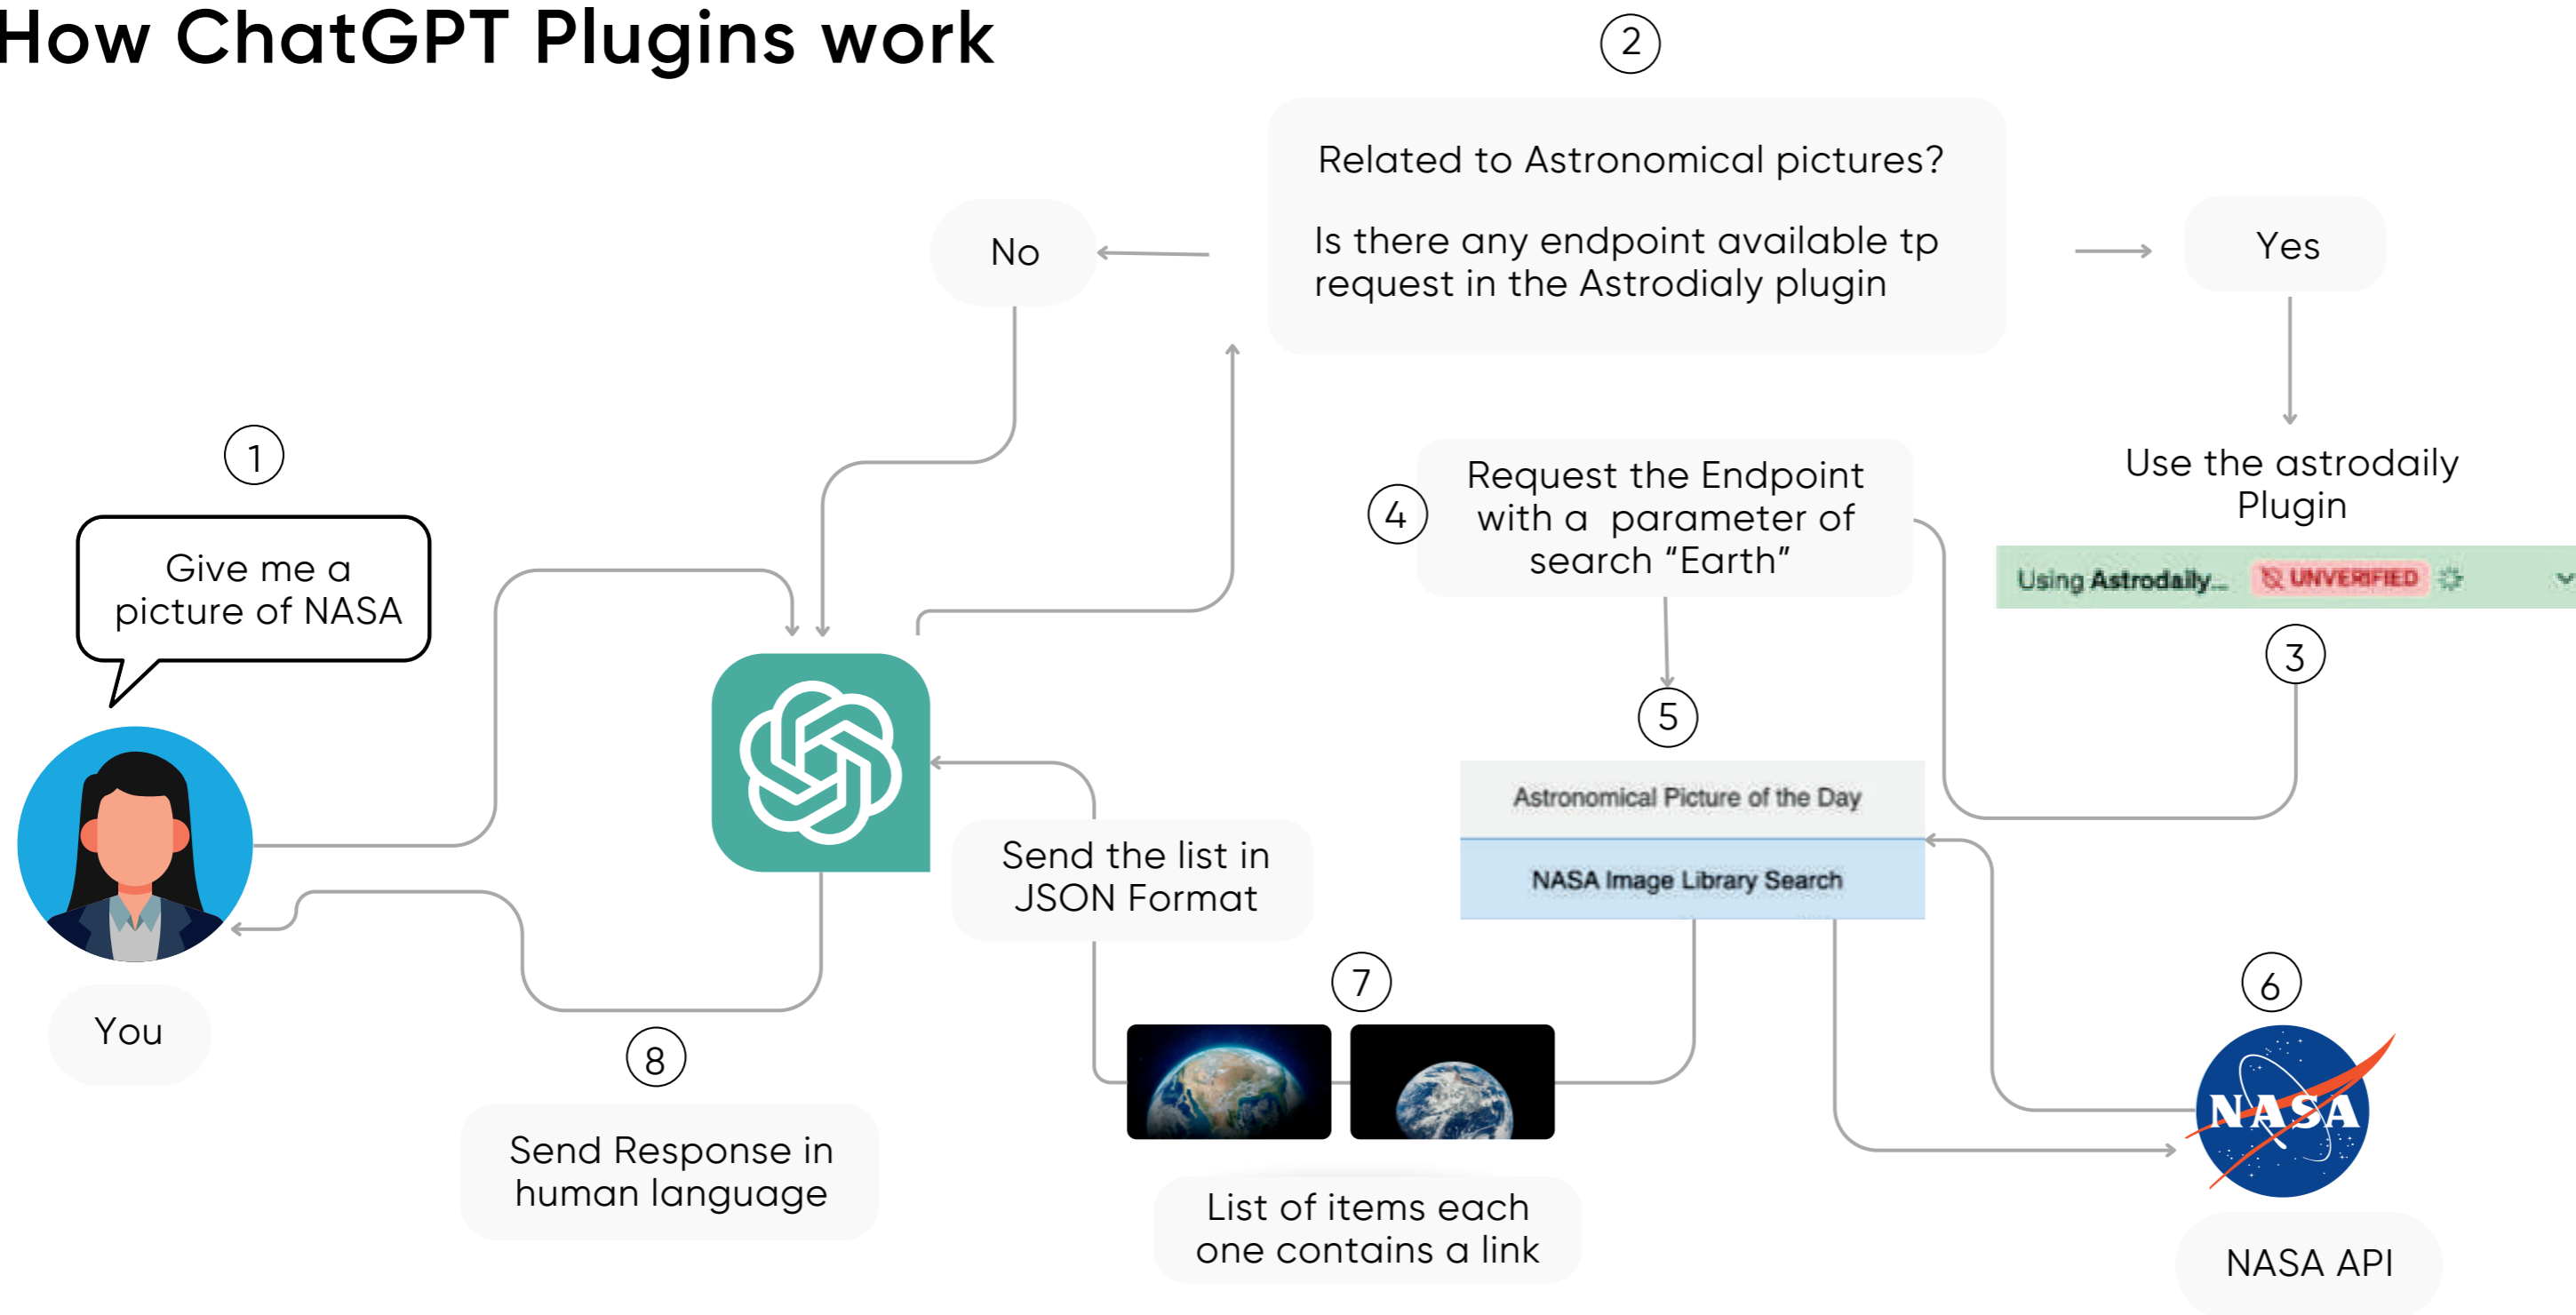 How ChatGPT Plugins work
2
Related to Astronomical pictures?
Is there any endpoint available tp
request in the Astrodialy plugin
No
Yes
1
Give me a
picture of NASA
You
Use the astrodaily
Plugin
Using Astrodaily... UNVERIFIED
3
4
Request the Endpoint
with a parameter of
search “Earth”
5
Astronomical Picture of the Day
NASA Image Library Search
6
NASA
NASA API
7
List of items each
one contains a link
Send the list in
JSON Format
8
Send Response in
human language